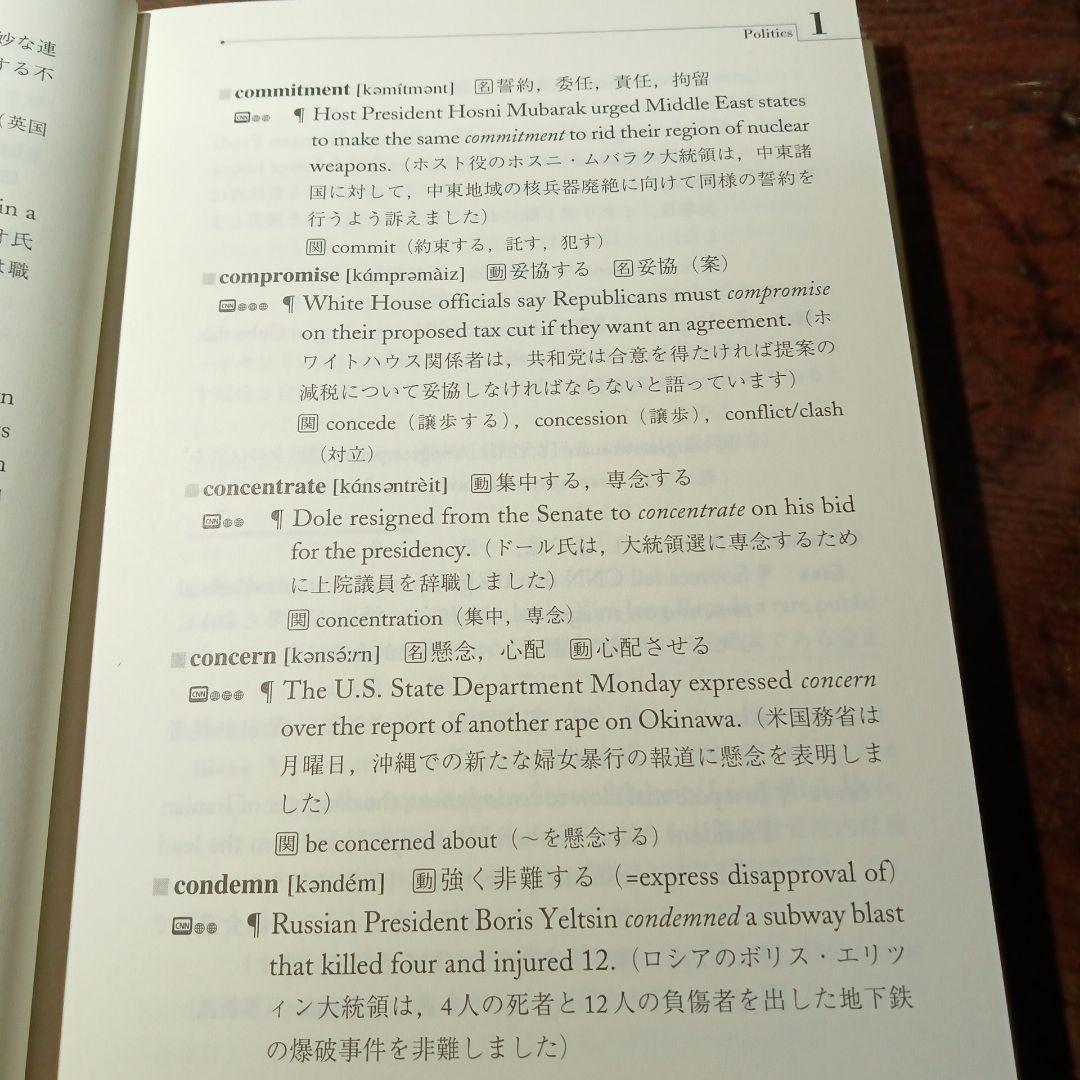 妙な連
する不
（英国
in a
す氏
は職
n
s
n
Politics 1
commitment [kəmítmənt] 名誓約，委任，責任，拘留
CNN ¶ Host President Hosni Mubarak urged Middle East states
to make the same commitment to rid their region of nuclear
weapons.（ホスト役のホスニ・ムバラク大統領は，中東諸
国に対して，中東地域の核兵器廃絶に向けて同様の誓約を
行うよう訴えました）
関 commit（約束する，託す，犯す）
compromise [kάmprəmàiz] 動妥協する 名妥協（案）
CNN ¶ White House officials say Republicans must compromise
on their proposed tax cut if they want an agreement.（ホ
ワイトハウス関係者は，共和党は合意を得たければ提案の
減税について妥協しなければならないと語っています）
関 concede（譲歩する），concession（譲歩），conflict/clash
（対立）
concentrate [kάnsəntrèit] 動集中する，専念する
CNN ¶ Dole resigned from the Senate to concentrate on his bid
for the presidency.（ドール氏は，大統領選に専念するため
に上院議員を辞職しました）
関 concentration（集中，専念）
concern [kənsə́ːrn] 名懸念，心配 動心配させる
CNN ¶ The U.S. State Department Monday expressed concern
over the report of another rape on Okinawa.（米国務省は
月曜日，沖縄での新たな婦女暴行の報道に懸念を表明しま
した）
関 be concerned about（～を懸念する）
condemn [kəndém] 動強く非難する（=express disapproval of）
CNN ¶ Russian President Boris Yeltsin condemned a subway blast
that killed four and injured 12.（ロシアのボリス・エリツ
ィン大統領は，4人の死者と12人の負傷者を出した地下鉄
の爆破事件を非難しました）